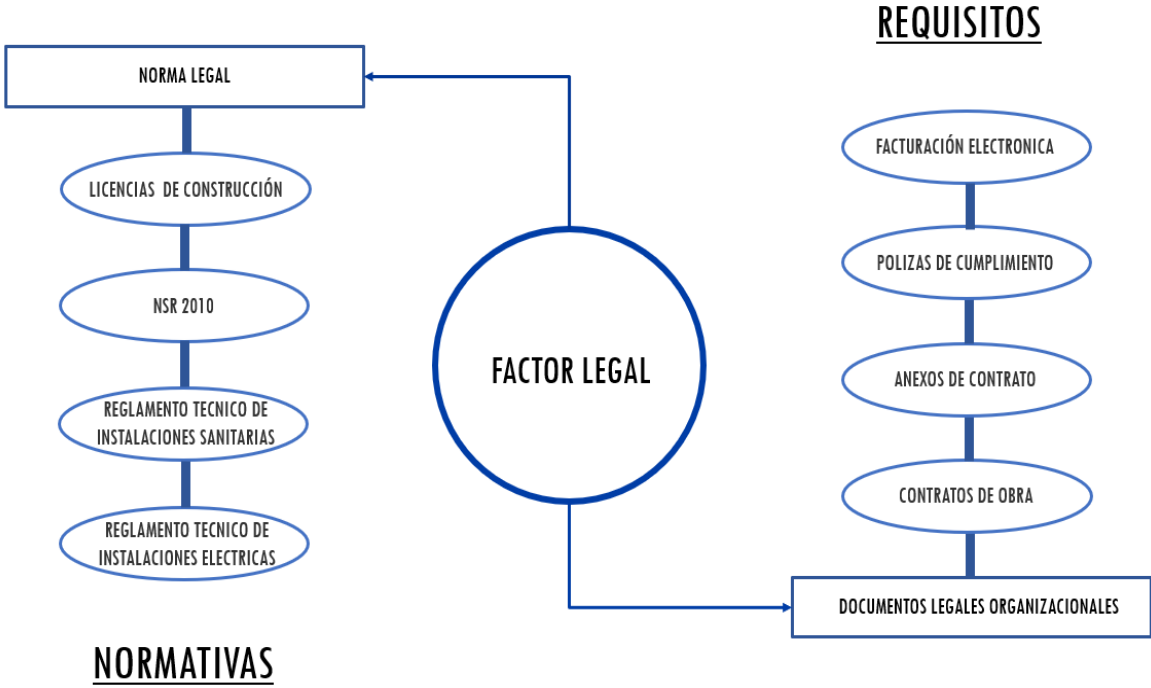 REQUISITOS
NORMA LEGAL
LICENCIAS DE CONSTRUCCIÓN
NSR 2010
REGLAMENTO TECNICO DE
INSTALACIONES SANITARIAS
REGLAMENTO TECNICO DE
INSTALACIONES ELECTRICAS
NORMATIVAS
FACTOR LEGAL
FACTURACIÓN ELECTRONICA
POLIZAS DE CUMPLIMIENTO
ANEXOS DE CONTRATO
CONTRATOS DE OBRA
DOCUMENTOS LEGALES ORGANIZACIONALES